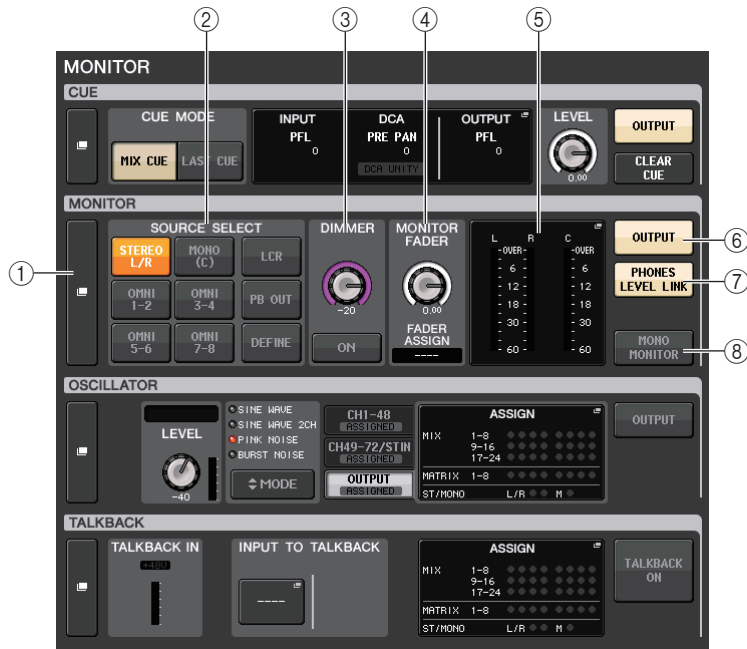 ② ③ ④ ⑤
MONITOR
CUE
CUE MODE
MIX CUE
LAST CUE
INPUT
PFL
0
DCA
PRE PAN
0
DCA UNITY
OUTPUT
PFL
0
LEVEL
0.00
OUTPUT
CLEAR
CUE
MONITOR
①
SOURCE SELECT
STEREO
L/R
MONO
(C)
LCR
OMNI
1-2
OMNI
3-4
PB OUT
OMNI
5-6
OMNI
7-8
DEFINE
DIMMER
-20
ON
MONITOR
FADER
0.00
FADER
ASSIGN
----
L R C
-OVER- -OVER
- 6 - - 6
- 12 - - 12
- 18 - - 18
- 30 - - 30
- 60 - - 60
OUTPUT
⑥
PHONES
LEVEL LINK
⑦
MONO
MONITOR
⑧
OSCILLATOR
LEVEL
-40
SINE WAVE
SINE WAVE 2CH
PINK NOISE
BURST NOISE
MODE
CH1-48
ASSIGNED
CH49-72/STIN
ASSIGNED
OUTPUT
ASSIGNED
ASSIGN
MIX 1-8
9-16
17-24
MATRIX 1-8
ST/MONO L/R M
OUTPUT
TALKBACK
TALKBACK IN
+48V
INPUT TO TALKBACK
----
ASSIGN
MIX 1-8
9-16
17-24
MATRIX 1-8
ST/MONO L/R M
TALKBACK
ON